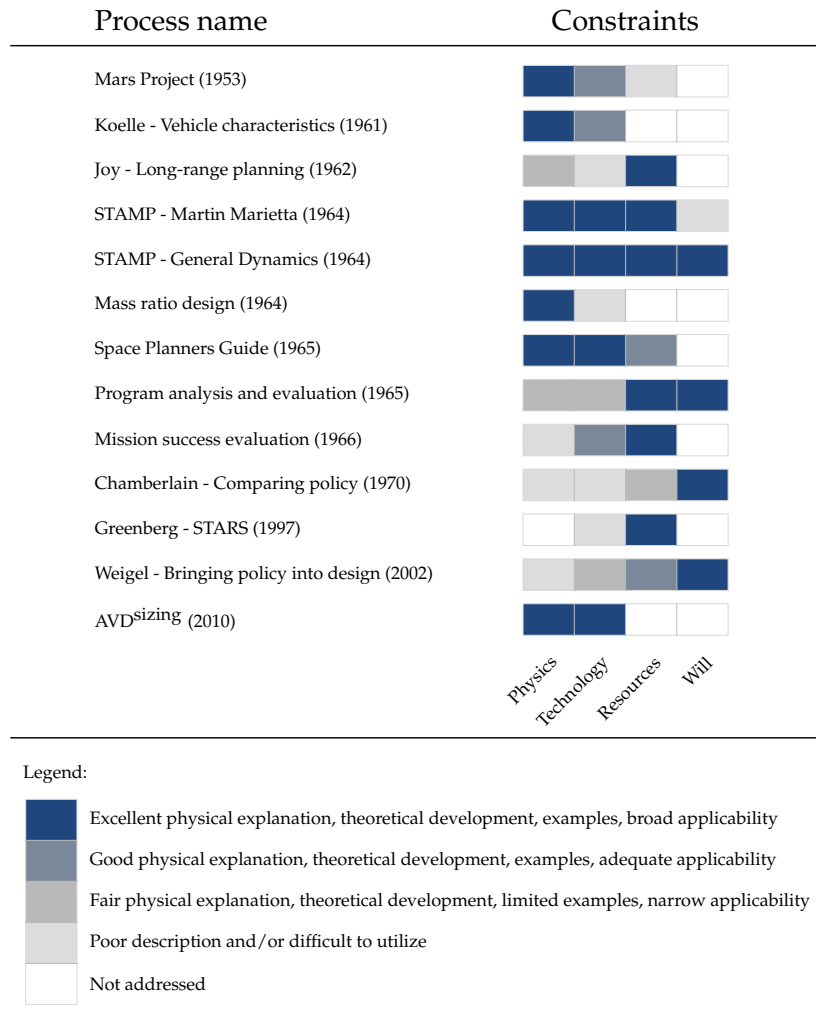 Process name Constraints
Mars Project (1953)
Koelle - Vehicle characteristics (1961)
Joy - Long-range planning (1962)
STAMP - Martin Marietta (1964)
STAMP - General Dynamics (1964)
Mass ratio design (1964)
Space Planners Guide (1965)
Program analysis and evaluation (1965)
Mission success evaluation (1966)
Chamberlain - Comparing policy (1970)
Greenberg - STARS (1997)
Weigel - Bringing policy into design (2002)
AVDsizing (2010)
Physics
Technology
Resources
Will
Legend:
Excellent physical explanation, theoretical development, examples, broad applicability
Good physical explanation, theoretical development, examples, adequate applicability
Fair physical explanation, theoretical development, limited examples, narrow applicability
Poor description and/or difficult to utilize
Not addressed